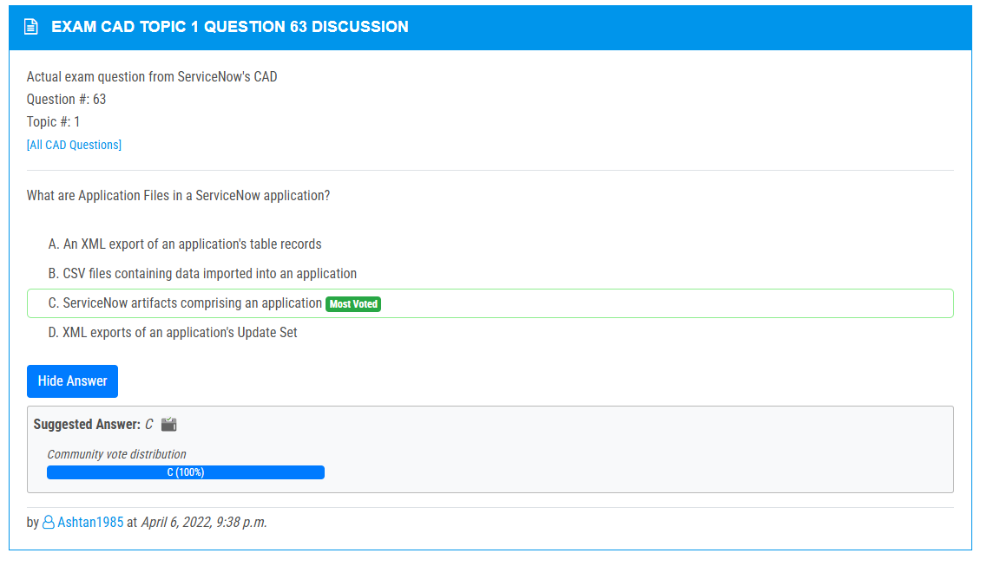 EXAM CAD TOPIC 1 QUESTION 63 DISCUSSION
Actual exam question from ServiceNow's CAD
Question #: 63
Topic #: 1
[All CAD Questions]
What are Application Files in a ServiceNow application?
A. An XML export of an application's table records
B. CSV files containing data imported into an application
C. ServiceNow artifacts comprising an application Most Voted
D. XML exports of an application's Update Set
Hide Answer
Suggested Answer: C
Community vote distribution
C (100%)
by Ashtan1985 at April 6, 2022, 9:38 p.m.